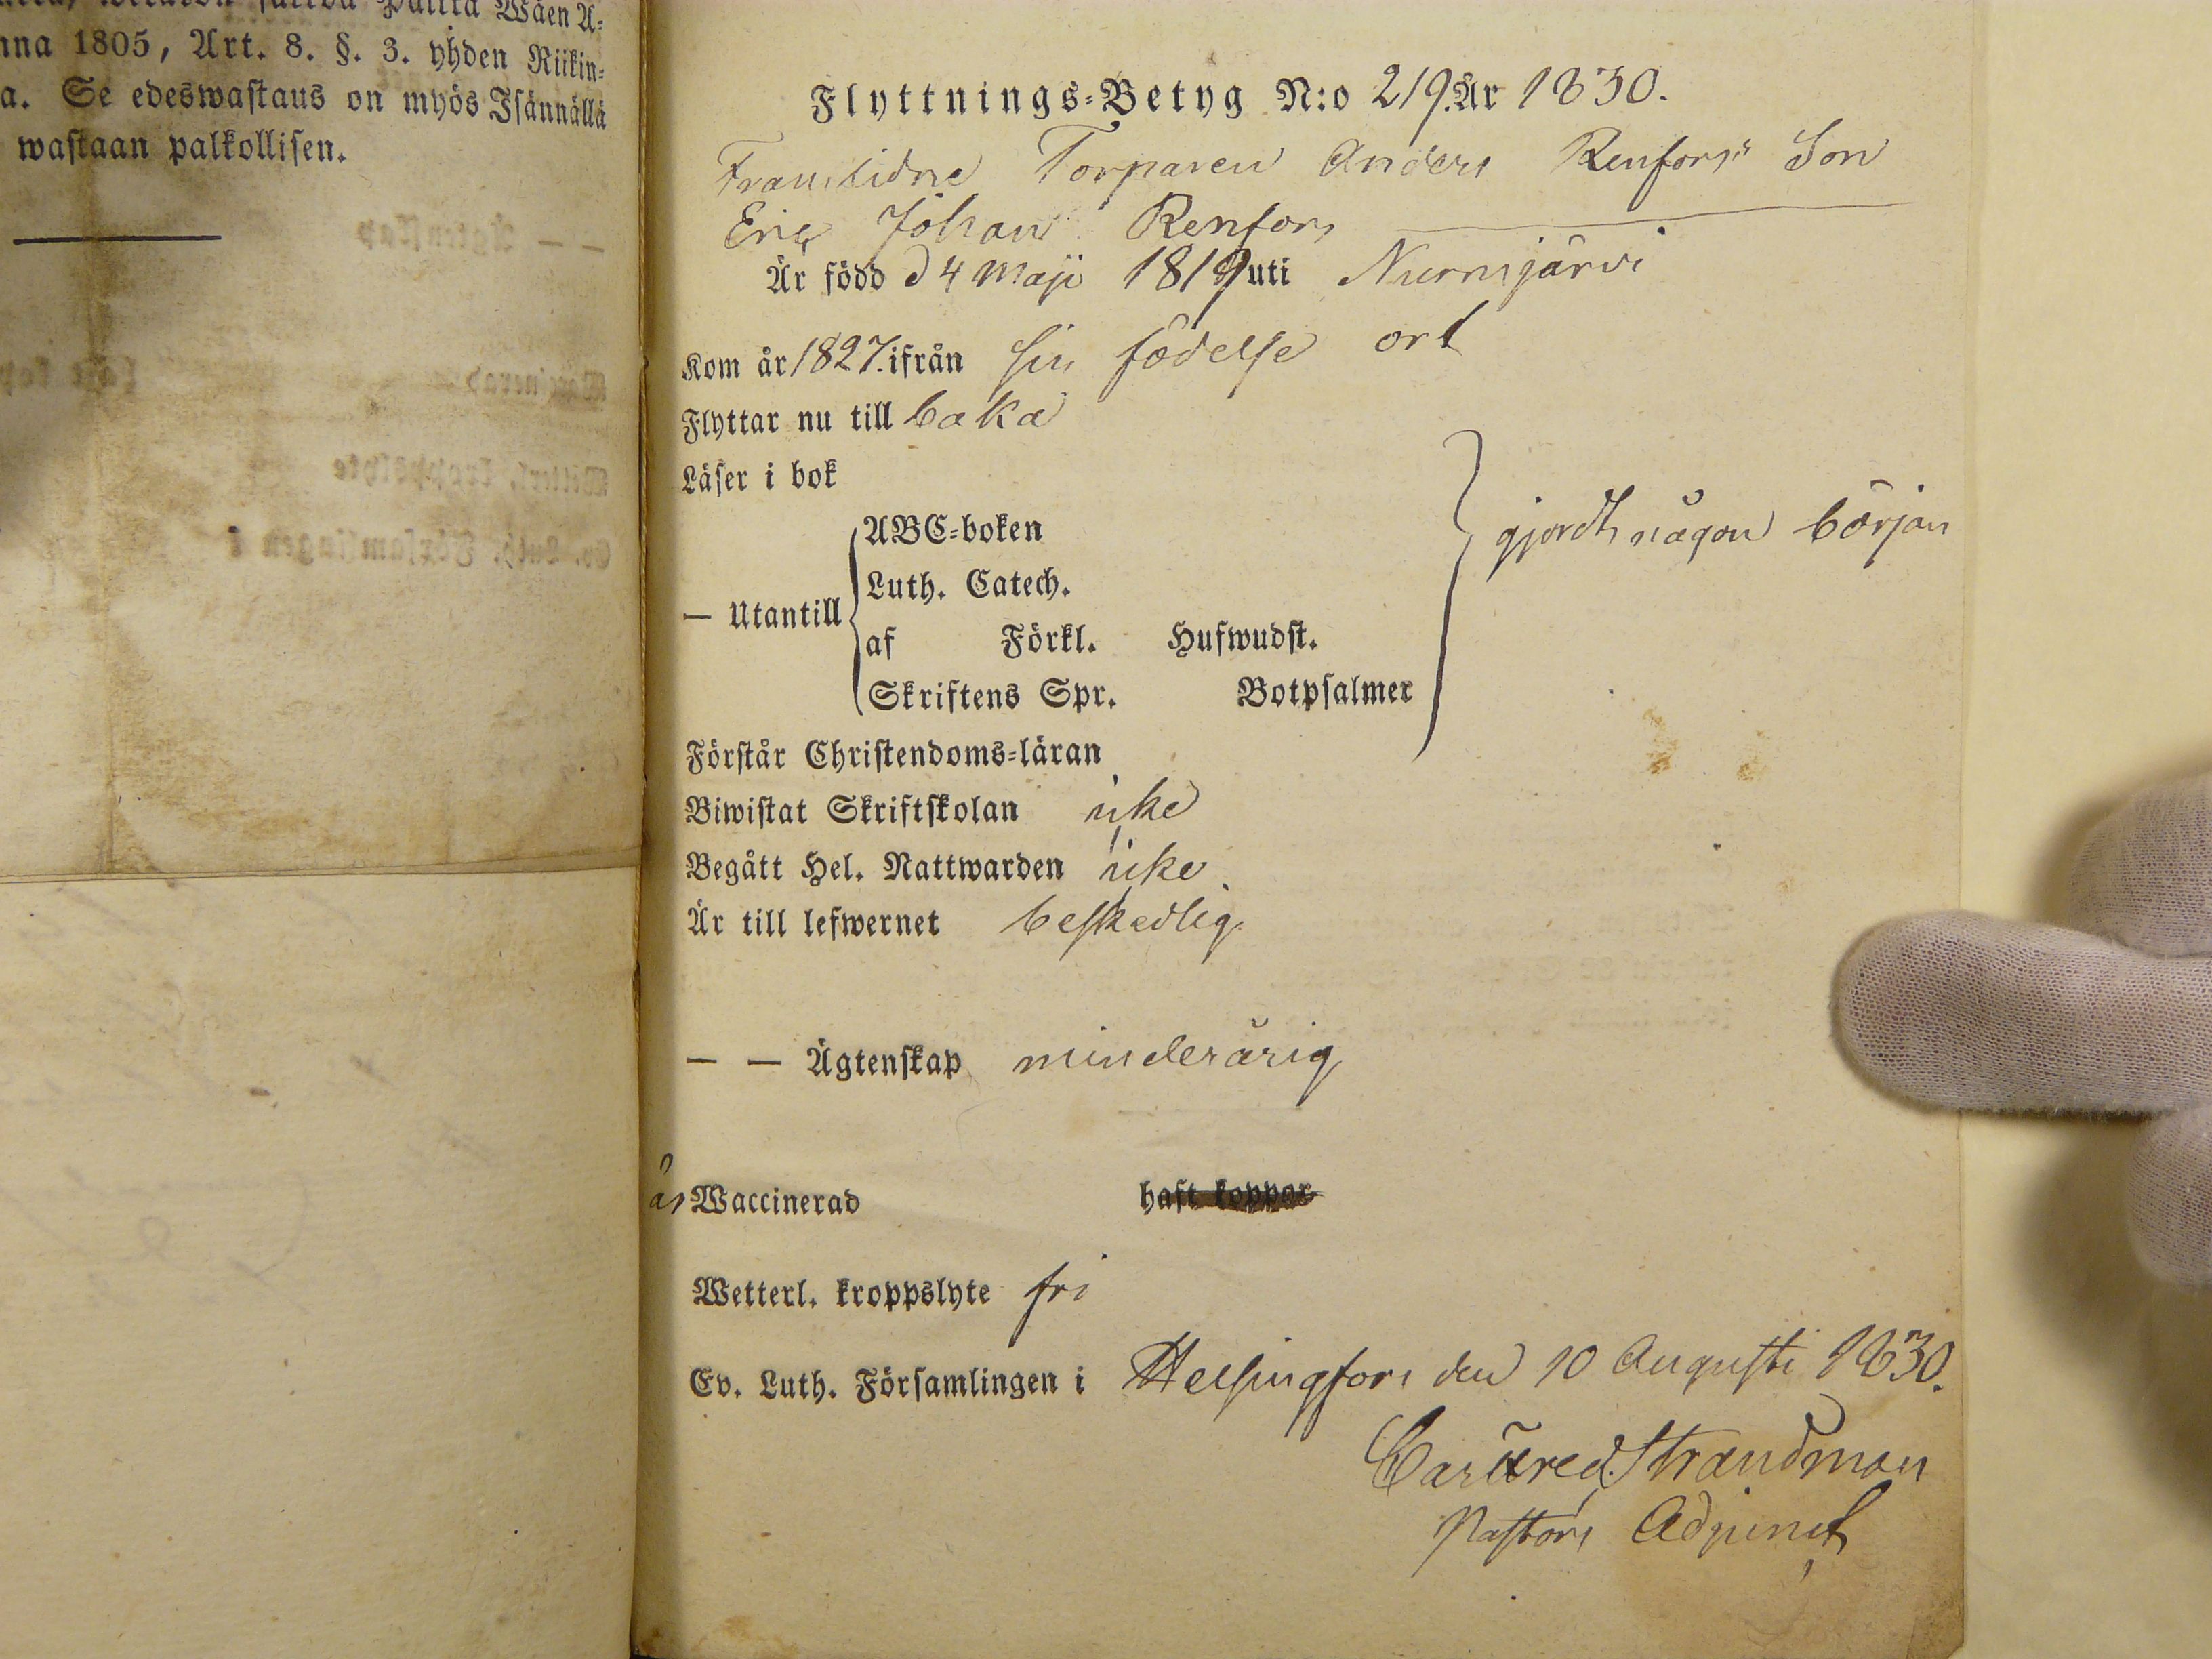 Wäen A-
nna 1805, Art. 8. §. 3. yhden Riikin-
a. Se edeswastaus on myös Isännällä
wastaan palkollisen.
Flyttnings-Betyg N:o 219. År 1830.
Framlidne Torparen Anders Renfors Son
Eric Johan Renfors
Är född d 4 Maji 1819 uti Nurmijärvi
Kom år 1827. ifrån sin födelse ort
Flyttar nu till baka
Läser i bok
ABC-boken
gjordt någon början
Luth. Catech.
— Utantill
af Förkl. Hufwudst.
Skriftens Spr. Botpsalmer
Förstår Christendoms-läran
Biwistat Skriftskolan icke
Begått Hel. Nattwarden icke
Är till lefwernet beskedlig
— — Ägtenskap minderårig
är Waccinerad haft koppor
Wetterl. kroppslyte fri
Ev. Luth. Församlingen i Helsingfors den 10 Augusti 1830.
Strandman
Pastors Adjunct